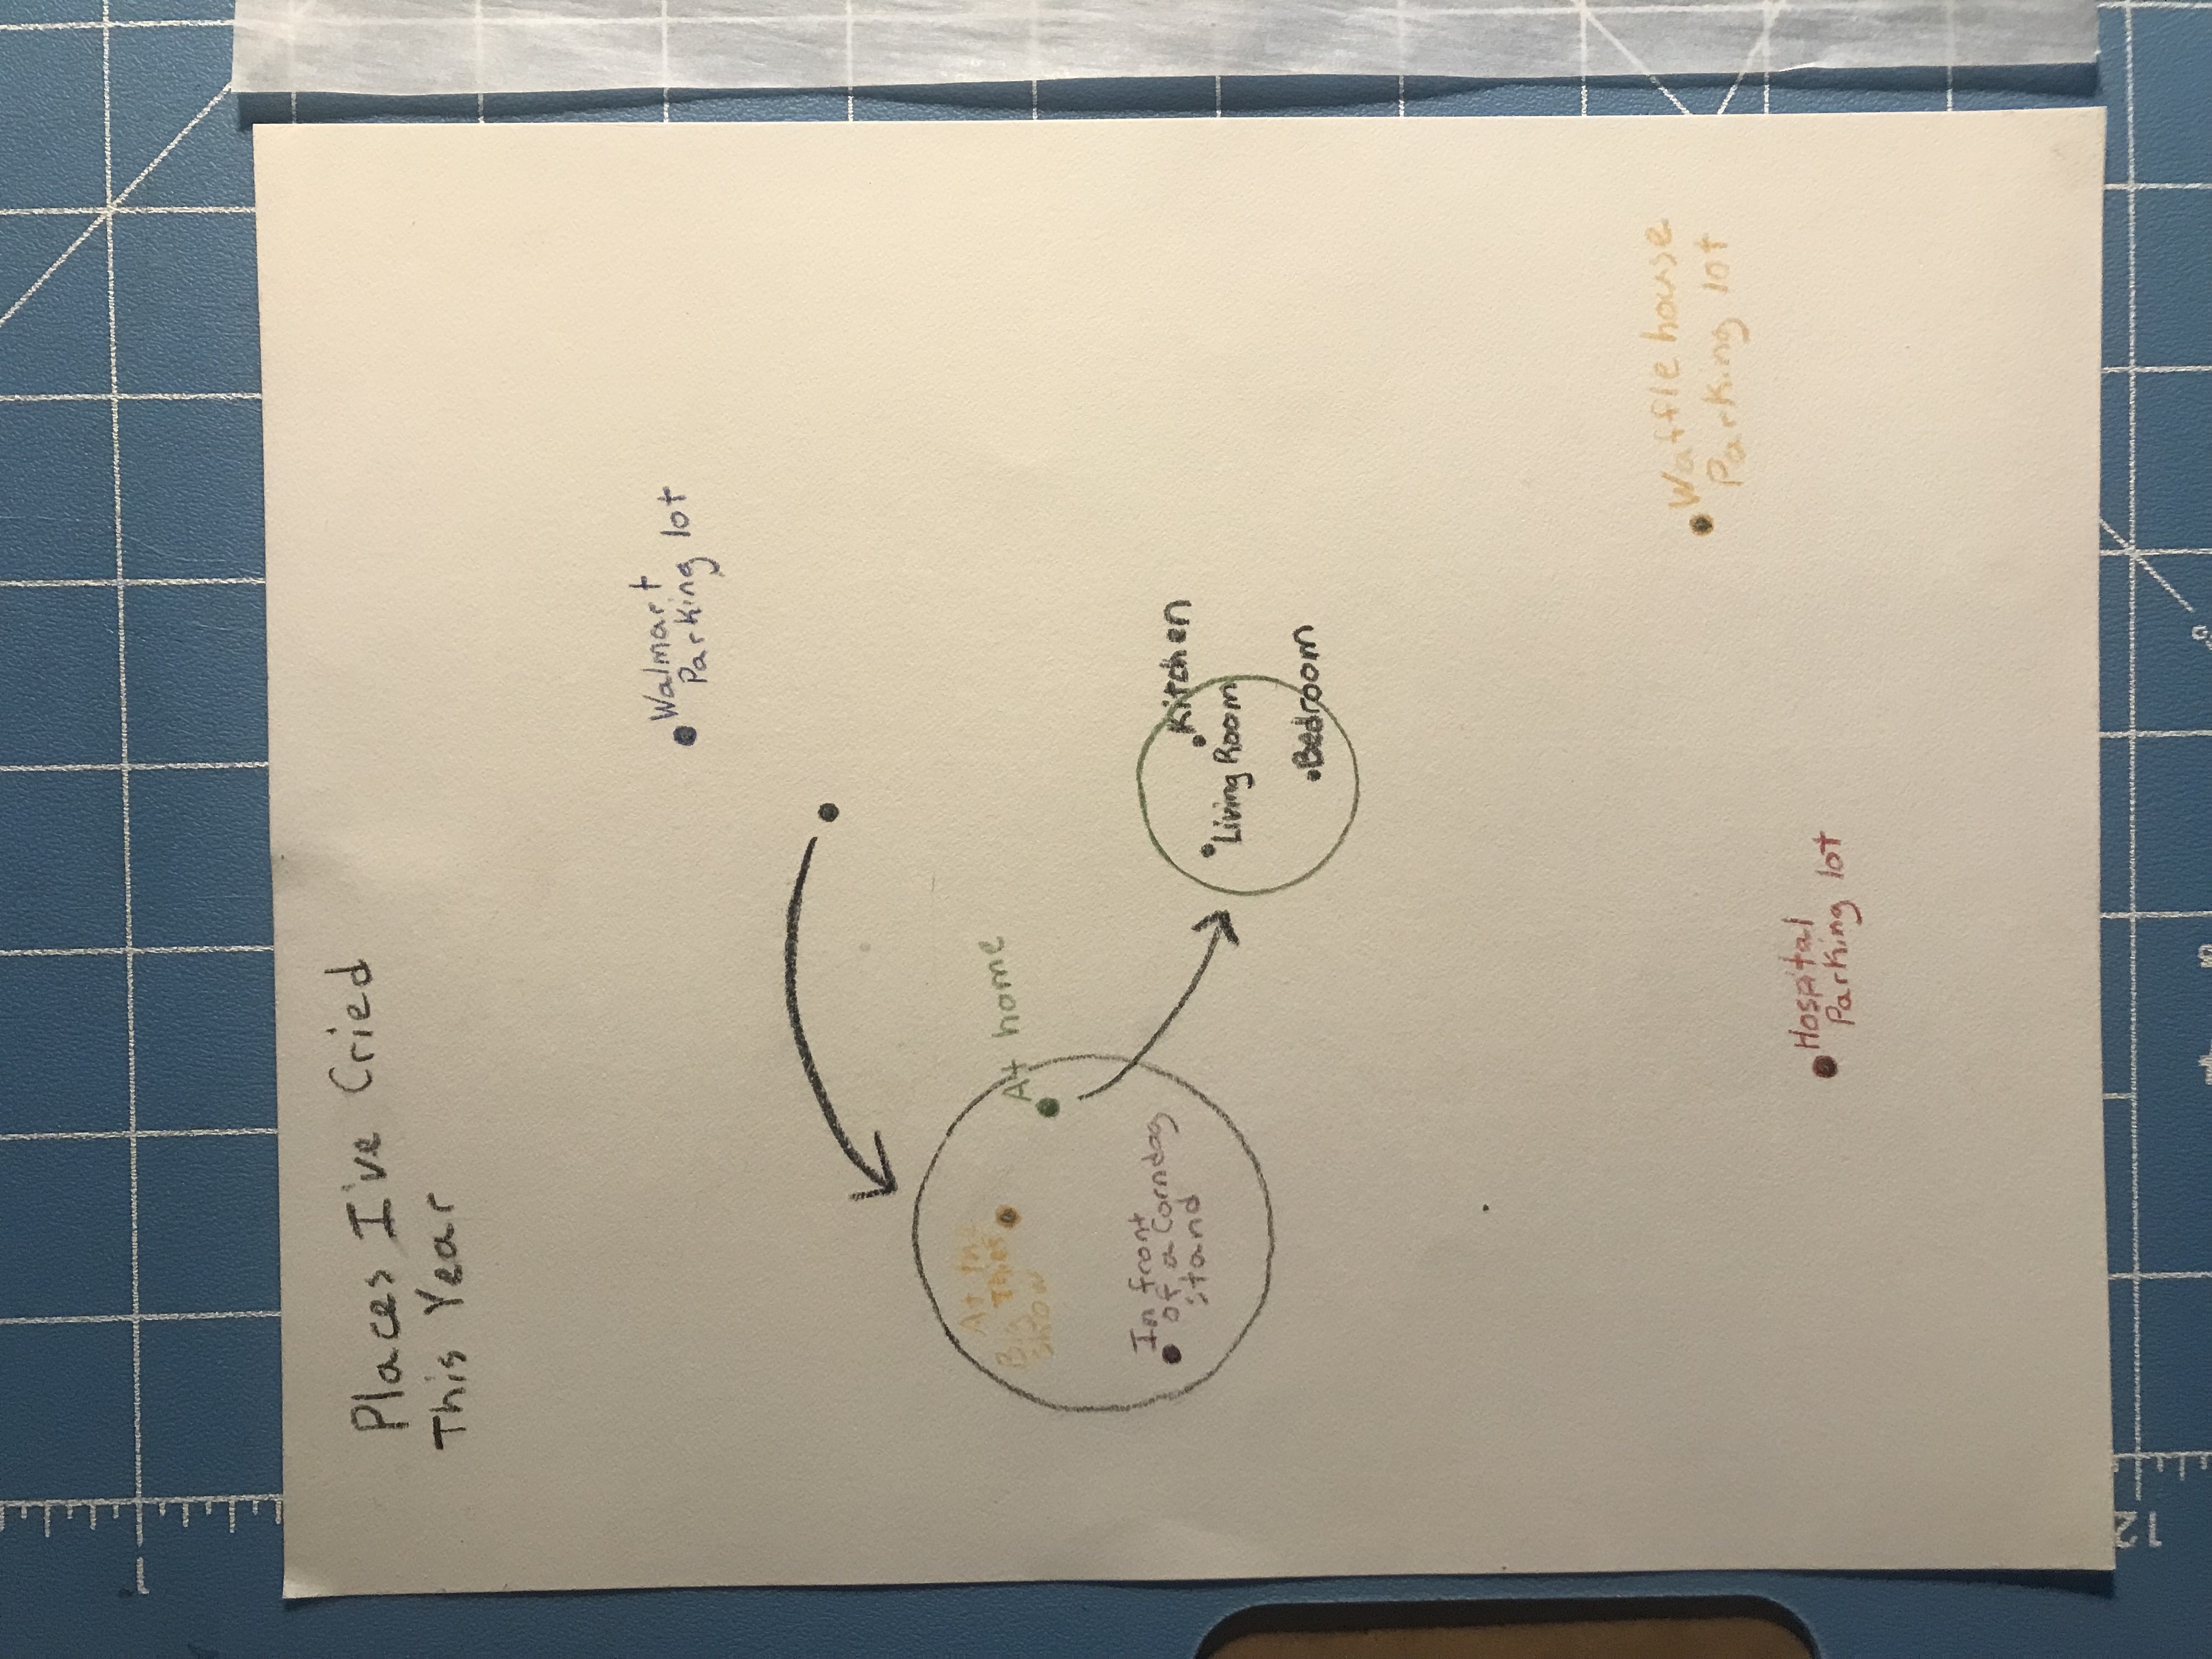 Places I've Cried
This Year
Walmart
Parking lot
At the
Big Thief
Show
At home
In front
of a Corndog
Stand
Kitchen
Living Room
Bedroom
Waffle house
Parking lot
Hospital
Parking lot
1
12